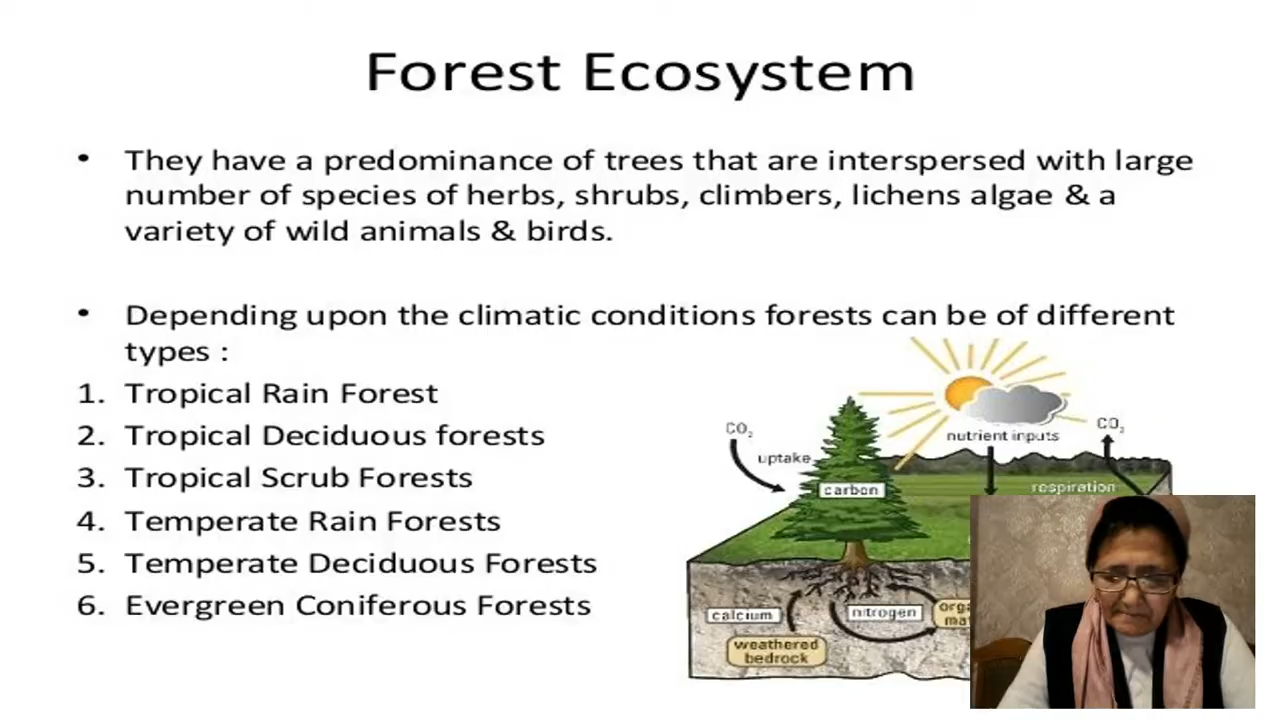 Forest Ecosystem
• They have a predominance of trees that are interspersed with large
number of species of herbs, shrubs, climbers, lichens algae & a
variety of wild animals & birds.
• Depending upon the climatic conditions forests can be of different
types :
1. Tropical Rain Forest
2. Tropical Deciduous forests
3. Tropical Scrub Forests
4. Temperate Rain Forests
5. Temperate Deciduous Forests
6. Evergreen Coniferous Forests
CO₂
uptake
carbon
nutrient inputs
CO₂
respiration
calcium
nitrogen
weathered
bedrock